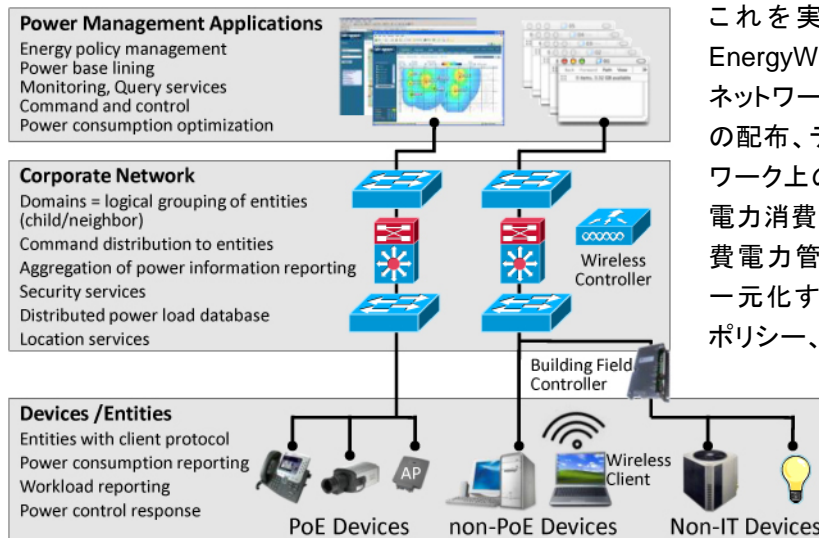 Power Management Applications
Energy policy management
Power base lining
Monitoring, Query services
Command and control
Power consumption optimization
Corporate Network
Domains = logical grouping of entities
(child/neighbor)
Command distribution to entities
Aggregation of power information reporting
Security services
Distributed power load database
Location services
Wireless
Controller
Building Field
Controller
Devices /Entities
Entities with client protocol
Power consumption reporting
Workload reporting
Power control response
AP
Wireless
Client
PoE Devices
non-PoE Devices
Non-IT Devices
これを実
EnergyW
ネットワー
の配布、デ
ワーク上の
電力消費
費電力管
一元化す
ポリシー、